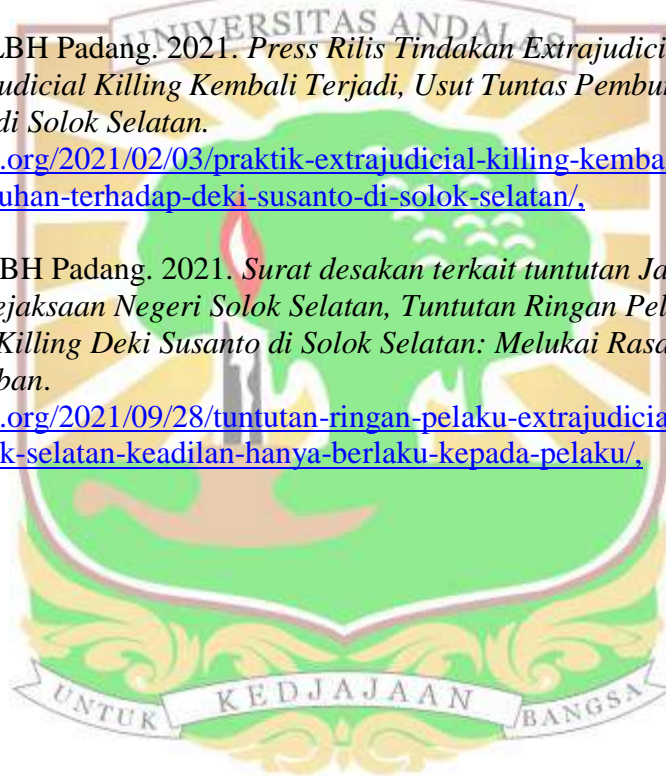 UNIVERSITAS ANDALAS
LBH Padang. 2021. Press Rilis Tindakan Extrajudici
udicial Killing Kembali Terjadi, Usut Tuntas Pembu
di Solok Selatan.
.org/2021/02/03/praktik-extrajudicial-killing-kemba
uhan-terhadap-deki-susanto-di-solok-selatan/,
BH Padang. 2021. Surat desakan terkait tuntutan Ja
ejaksaan Negeri Solok Selatan, Tuntutan Ringan Pel
Killing Deki Susanto di Solok Selatan: Melukai Rasa
ban.
.org/2021/09/28/tuntutan-ringan-pelaku-extrajudicia
k-selatan-keadilan-hanya-berlaku-kepada-pelaku/,
UNTUK KEDJAJAAN BANGSA